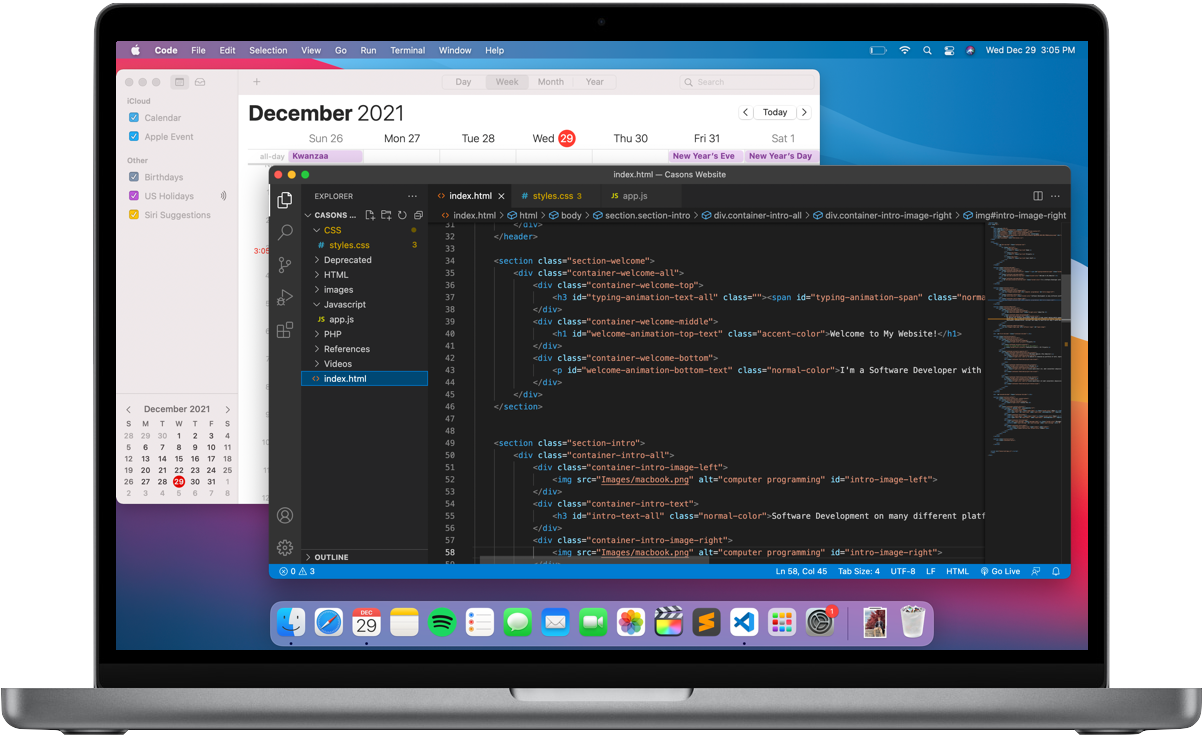 Code File Edit Selection View Go Run Terminal Window Help Wed Dec 29 3:05 PM
Day Week Month Year Search
iCloud
Calendar
Apple Event
Other
Birthdays
US Holidays
Siri Suggestions
December 2021
Today
Sun 26 Mon 27 Tue 28 Wed 29 Thu 30 Fri 31 Sat 1
all-day Kwanzaa New Year's Eve New Year's Day
December 2021
S M T W T F S
28 29 30 1 2 3 4
5 6 7 8 9 10 11
12 13 14 15 16 17 18
19 20 21 22 23 24 25
26 27 28 29 30 31 1
2 3 4 5 6 7 8
index.html — Casons Website
EXPLORER ...
CASONS ...
CSS
# styles.css 3
Deprecated
HTML
images
Javascript
JS app.js
PHP
References
Videos
<> index.html
OUTLINE
<> index.html # styles.css 3 JS app.js
<> index.html > html > body > section.section-intro > div.container-intro-all > div.container-intro-image-right > img#intro-image-right
31 </div>
32 </header>
33
34 <section class="section-welcome">
35 <div class="container-welcome-all">
36 <div class="container-welcome-top">
37 <h3 id="typing-animation-text-all" class=""><span id="typing-animation-span" class="norma
38 </div>
39 <div class="container-welcome-middle">
40 <h1 id="welcome-animation-top-text" class="accent-color">Welcome to My Website!</h1>
41 </div>
42 <div class="container-welcome-bottom">
43 <p id="welcome-animation-bottom-text" class="normal-color">I'm a Software Developer with
44 </div>
45 </div>
46 </section>
47
48
49 <section class="section-intro">
50 <div class="container-intro-all">
51 <div class="container-intro-image-left">
52 <img src="Images/macbook.png" alt="computer programming" id="intro-image-left">
53 </div>
54 <div class="container-intro-text">
55 <h3 id="intro-text-all" class="normal-color">Software Development on many different platf
56 </div>
57 <div class="container-intro-image-right">
58 <img src="Images/macbook.png" alt="computer programming" id="intro-image-right">
0 3 Ln 58, Col 45 Tab Size: 4 UTF-8 LF HTML Go Live
DEC
29
1